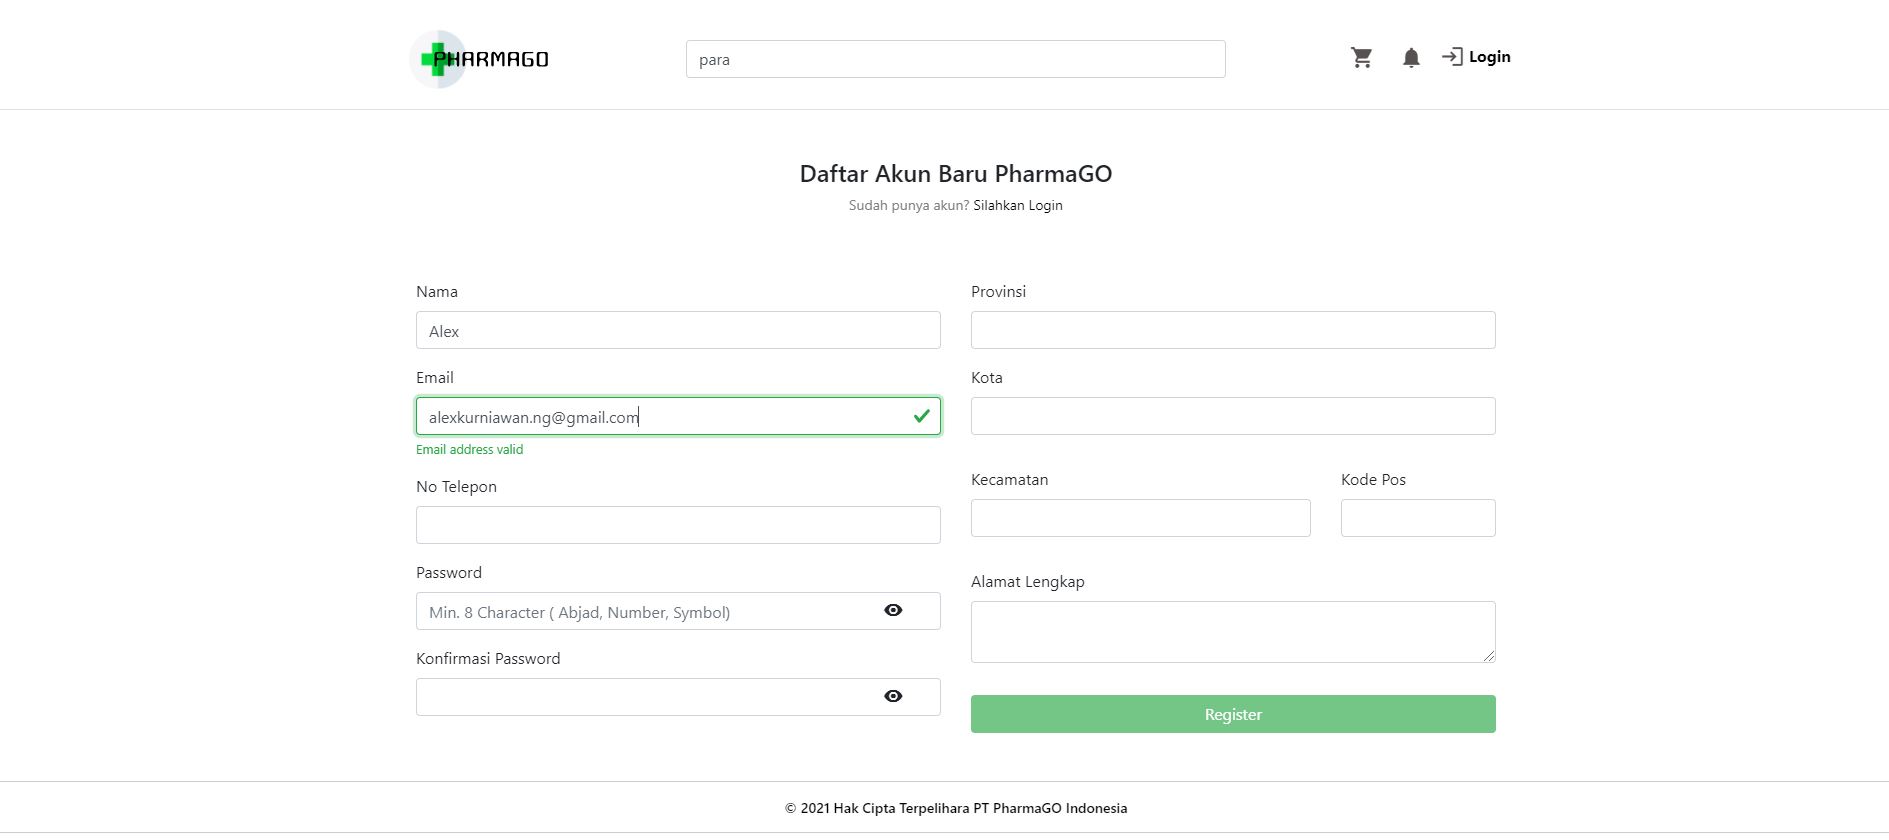 PHARMAGO
para
Login
Daftar Akun Baru PharmaGO
Sudah punya akun? Silahkan Login
Nama
Alex
Email
alexkurniawan.ng@gmail.com
Email address valid
No Telepon
Password
Min. 8 Character ( Abjad, Number, Symbol)
Konfirmasi Password
Provinsi
Kota
Kecamatan
Kode Pos
Alamat Lengkap
Register
© 2021 Hak Cipta Terpelihara PT PharmaGO Indonesia